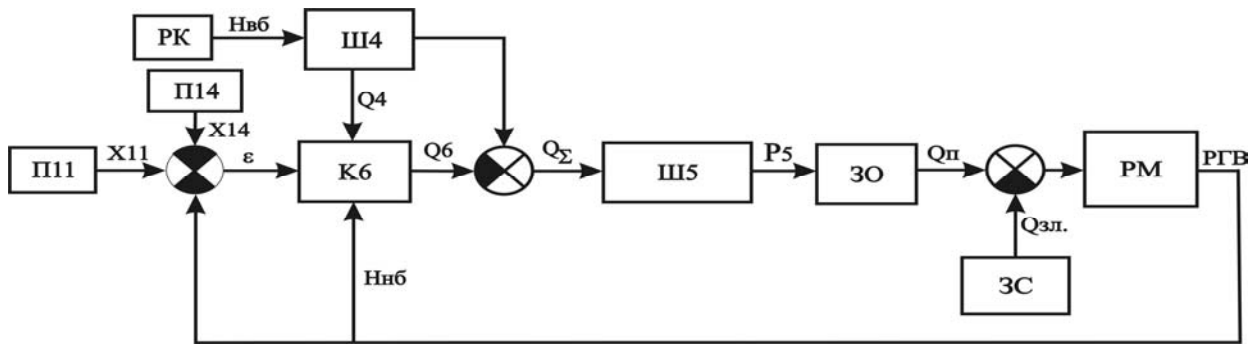 РК
Нвб
Ш4
П14
Х14
Q4
П11
Х11
ε
К6
Q6
QΣ
Ш5
Р5
ЗО
Qп
РМ
РГВ
Qзл.
ЗС
Ннб